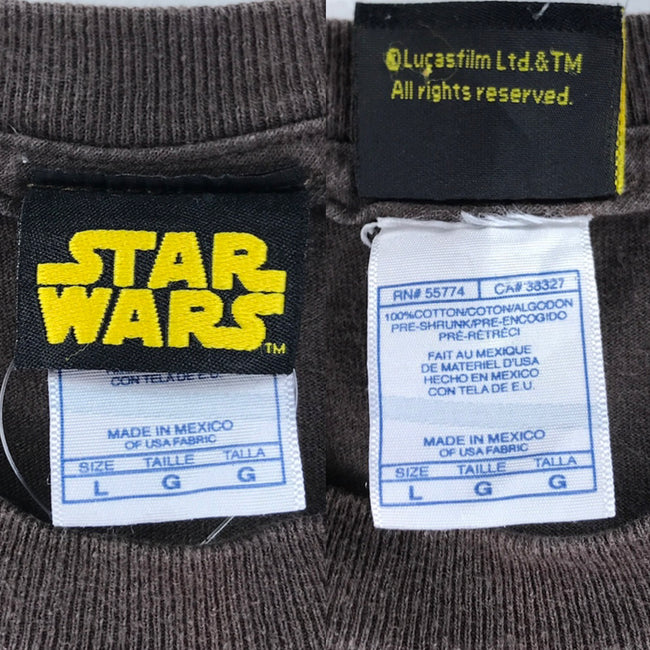 STAR
WARS
TM
CON TELA DE E.U.
MADE IN MEXICO
OF USA FABRIC
SIZE TAILLE TALLA
L G G
©Lucasfilm Ltd.&TM
All rights reserved.
RN# 55774 CA# 38327
100%COTTON/COTON/ALGODON
PRE-SHRUNK/PRE-ENCOGIDO
PRÉ-RÉTRÉCI
FAIT AU MEXIQUE
DE MATERIEL D'USA
HECHO EN MEXICO
CON TELA DE E.U.
MADE IN MEXICO
OF USA FABRIC
SIZE TAILLE TALLA
L G G